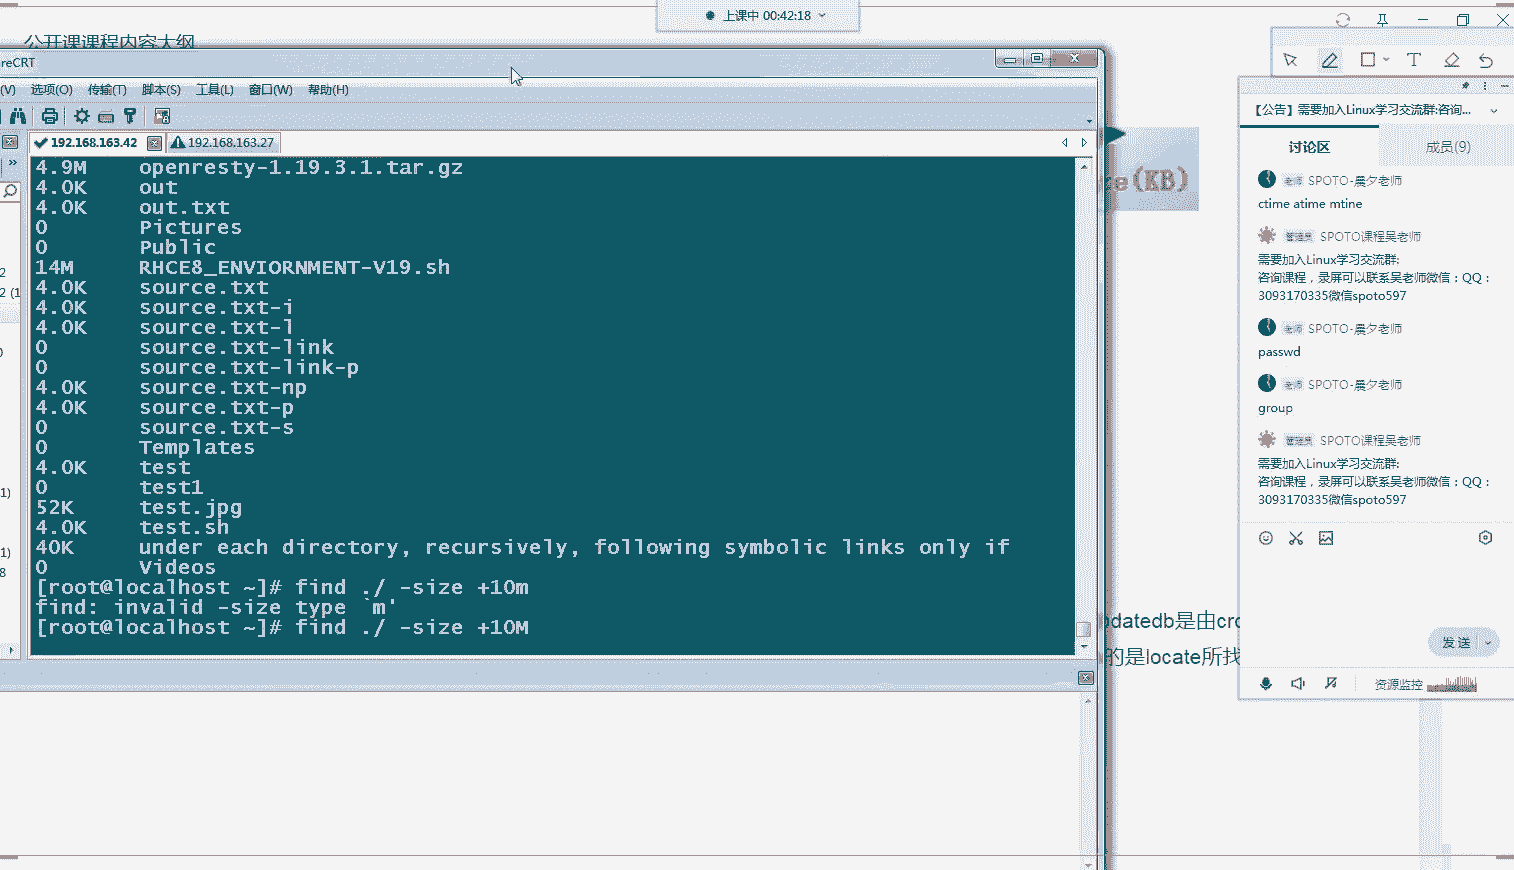 上课中 00:42:18
公开课课程内容大纲
reCRT
(V) 选项(O) 传输(T) 脚本(S) 工具(L) 窗口(W) 帮助(H)
192.168.163.42
192.168.163.27
4.9M openresty-1.19.3.1.tar.gz
4.0K out
4.0K out.txt
0 Pictures
0 Public
14M RHCE8_ENVIORNMENT-V19.sh
4.0K source.txt
4.0K source.txt-i
4.0K source.txt-l
0 source.txt-link
0 source.txt-link-p
4.0K source.txt-np
4.0K source.txt-p
0 source.txt-s
0 Templates
4.0K test
0 test1
52K test.jpg
4.0K test.sh
40K under each directory, recursively, following symbolic links only if
0 Videos
[root@localhost ~]# find ./ -size +10m
find: invalid -size type `m'
[root@localhost ~]# find ./ -size +10M
(KB)
pdatedb是由crc
的是locate所找
【公告】需要加入Linux学习交流群:咨询...
讨论区 成员(9)
老师 SPOTO-晨夕老师
ctime atime mtine
管理员 SPOTO课程吴老师
需要加入Linux学习交流群:
咨询课程，录屏可以联系吴老师微信：QQ：
3093170335微信spoto597
老师 SPOTO-晨夕老师
passwd
老师 SPOTO-晨夕老师
group
管理员 SPOTO课程吴老师
需要加入Linux学习交流群:
咨询课程，录屏可以联系吴老师微信：QQ：
3093170335微信spoto597
发送
资源监控